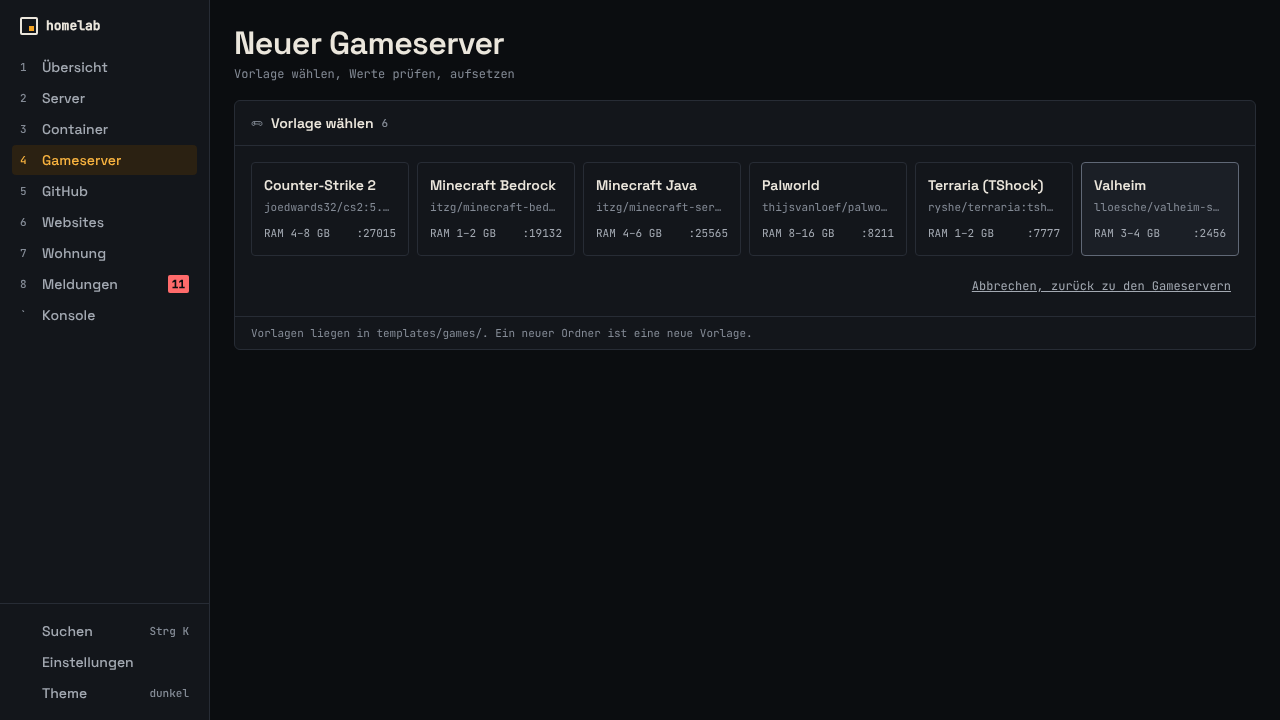 homelab
1 Übersicht
2 Server
3 Container
4 Gameserver
5 GitHub
6 Websites
7 Wohnung
8 Meldungen 11
` Konsole
Suchen Strg K
Einstellungen
Theme dunkel
Neuer Gameserver
Vorlage wählen, Werte prüfen, aufsetzen
Vorlage wählen 6
Counter-Strike 2
joedwards32/cs2:5.…
RAM 4–8 GB :27015
Minecraft Bedrock
itzg/minecraft-bed…
RAM 1–2 GB :19132
Minecraft Java
itzg/minecraft-ser…
RAM 4–6 GB :25565
Palworld
thijsvanloef/palwo…
RAM 8–16 GB :8211
Terraria (TShock)
ryshe/terraria:tsh…
RAM 1–2 GB :7777
Valheim
lloesche/valheim-s…
RAM 3–4 GB :2456
Abbrechen, zurück zu den Gameservern
Vorlagen liegen in templates/games/. Ein neuer Ordner ist eine neue Vorlage.